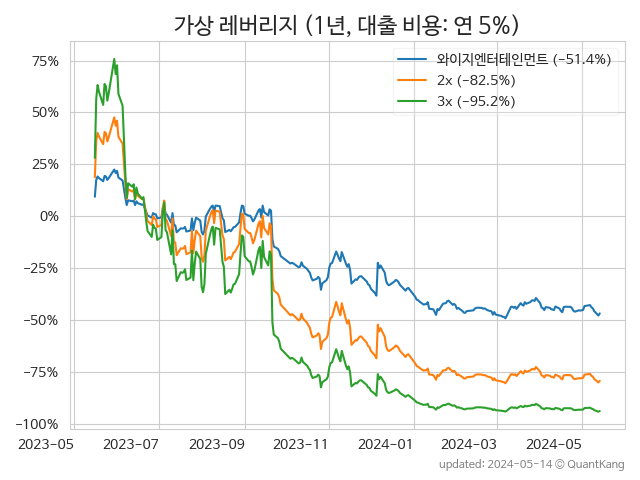 가상 레버리지 (1년, 대출 비용: 연 5%)
와이지엔터테인먼트 (−51.4%)
2x (−82.5%)
3x (−95.2%)
75%
50%
25%
0%
−25%
−50%
−75%
−100%
2023-05 2023-07 2023-09 2023-11 2024-01 2024-03 2024-05
updated: 2024-05-14 © QuantKang